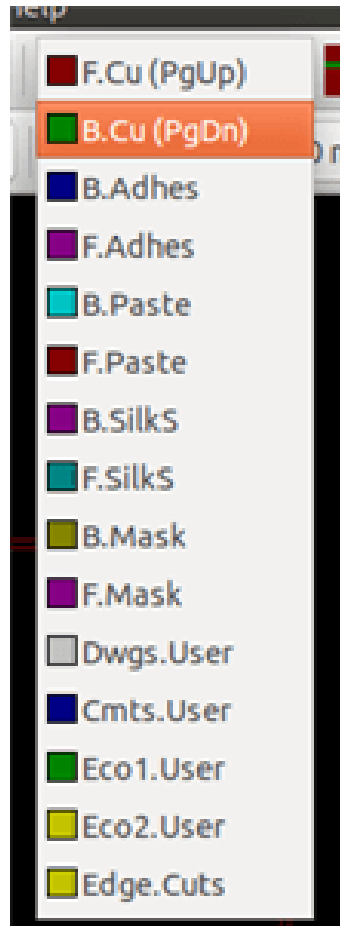 Help
F.Cu (PgUp)
B.Cu (PgDn)
B.Adhes
F.Adhes
B.Paste
F.Paste
B.SilkS
F.SilkS
B.Mask
F.Mask
Dwgs.User
Cmts.User
Eco1.User
Eco2.User
Edge.Cuts